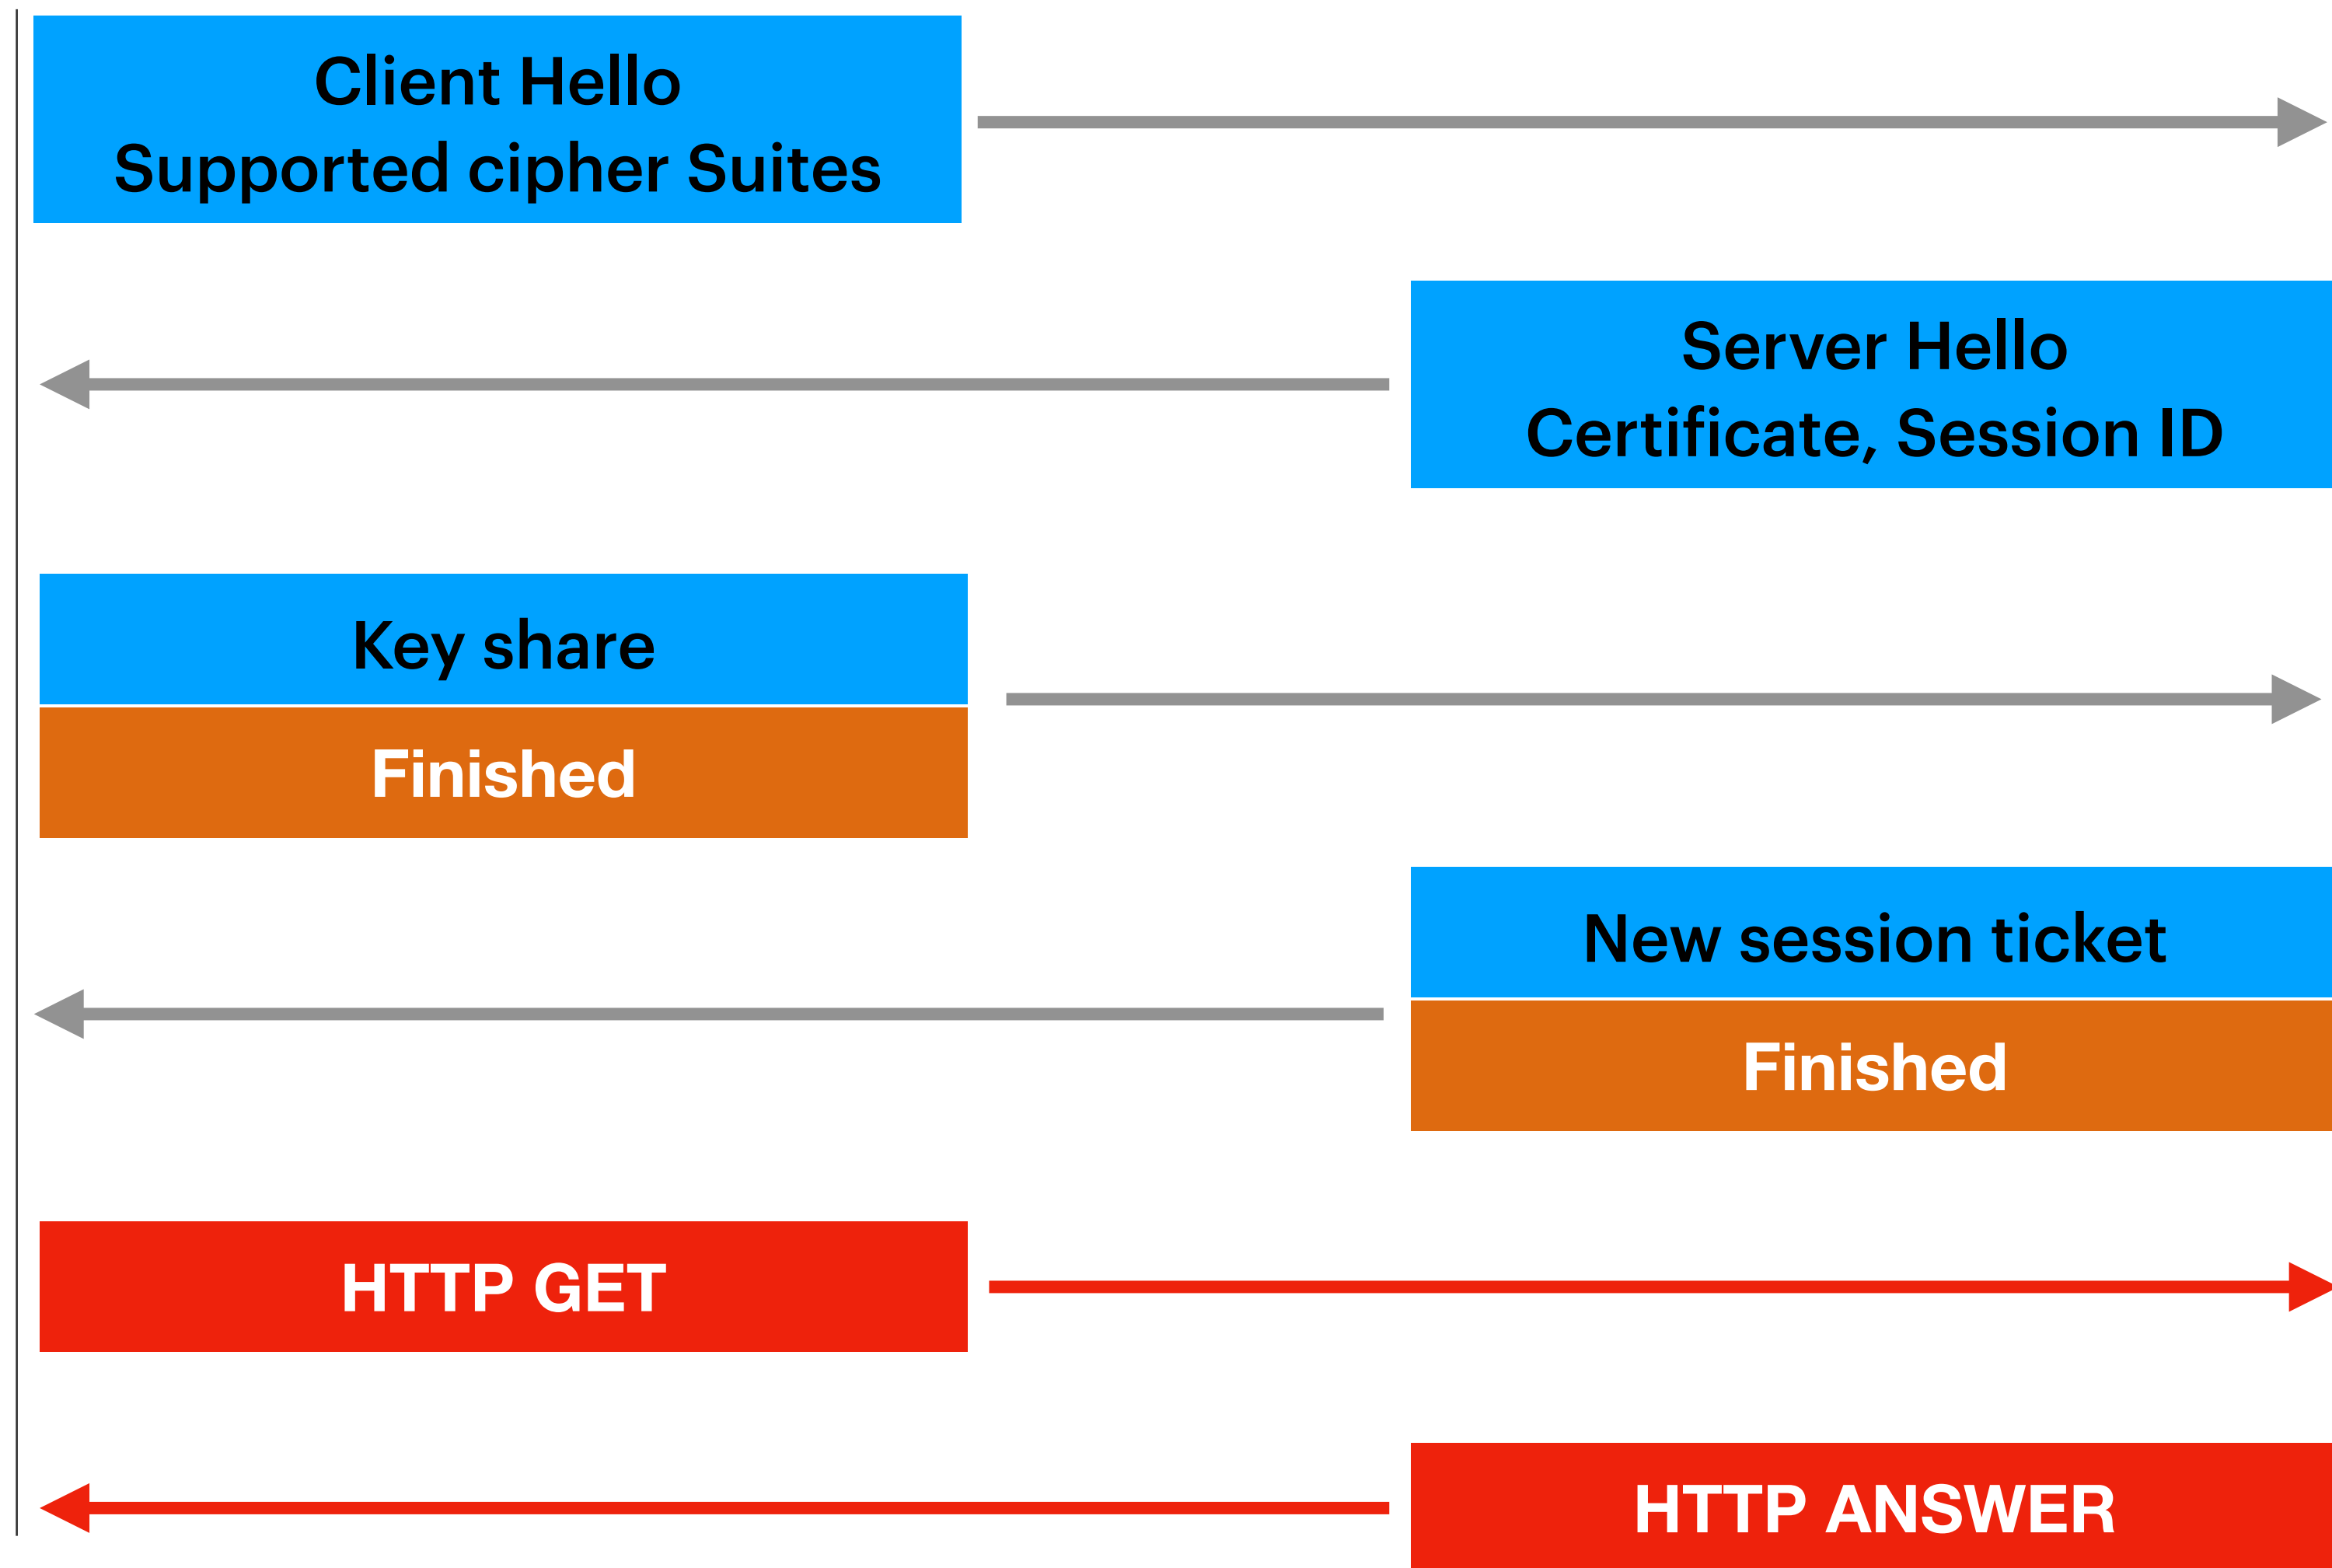 Client Hello
Supported cipher Suites
Server Hello
Certificate, Session ID
Key share
Finished
New session ticket
Finished
HTTP GET
HTTP ANSWER